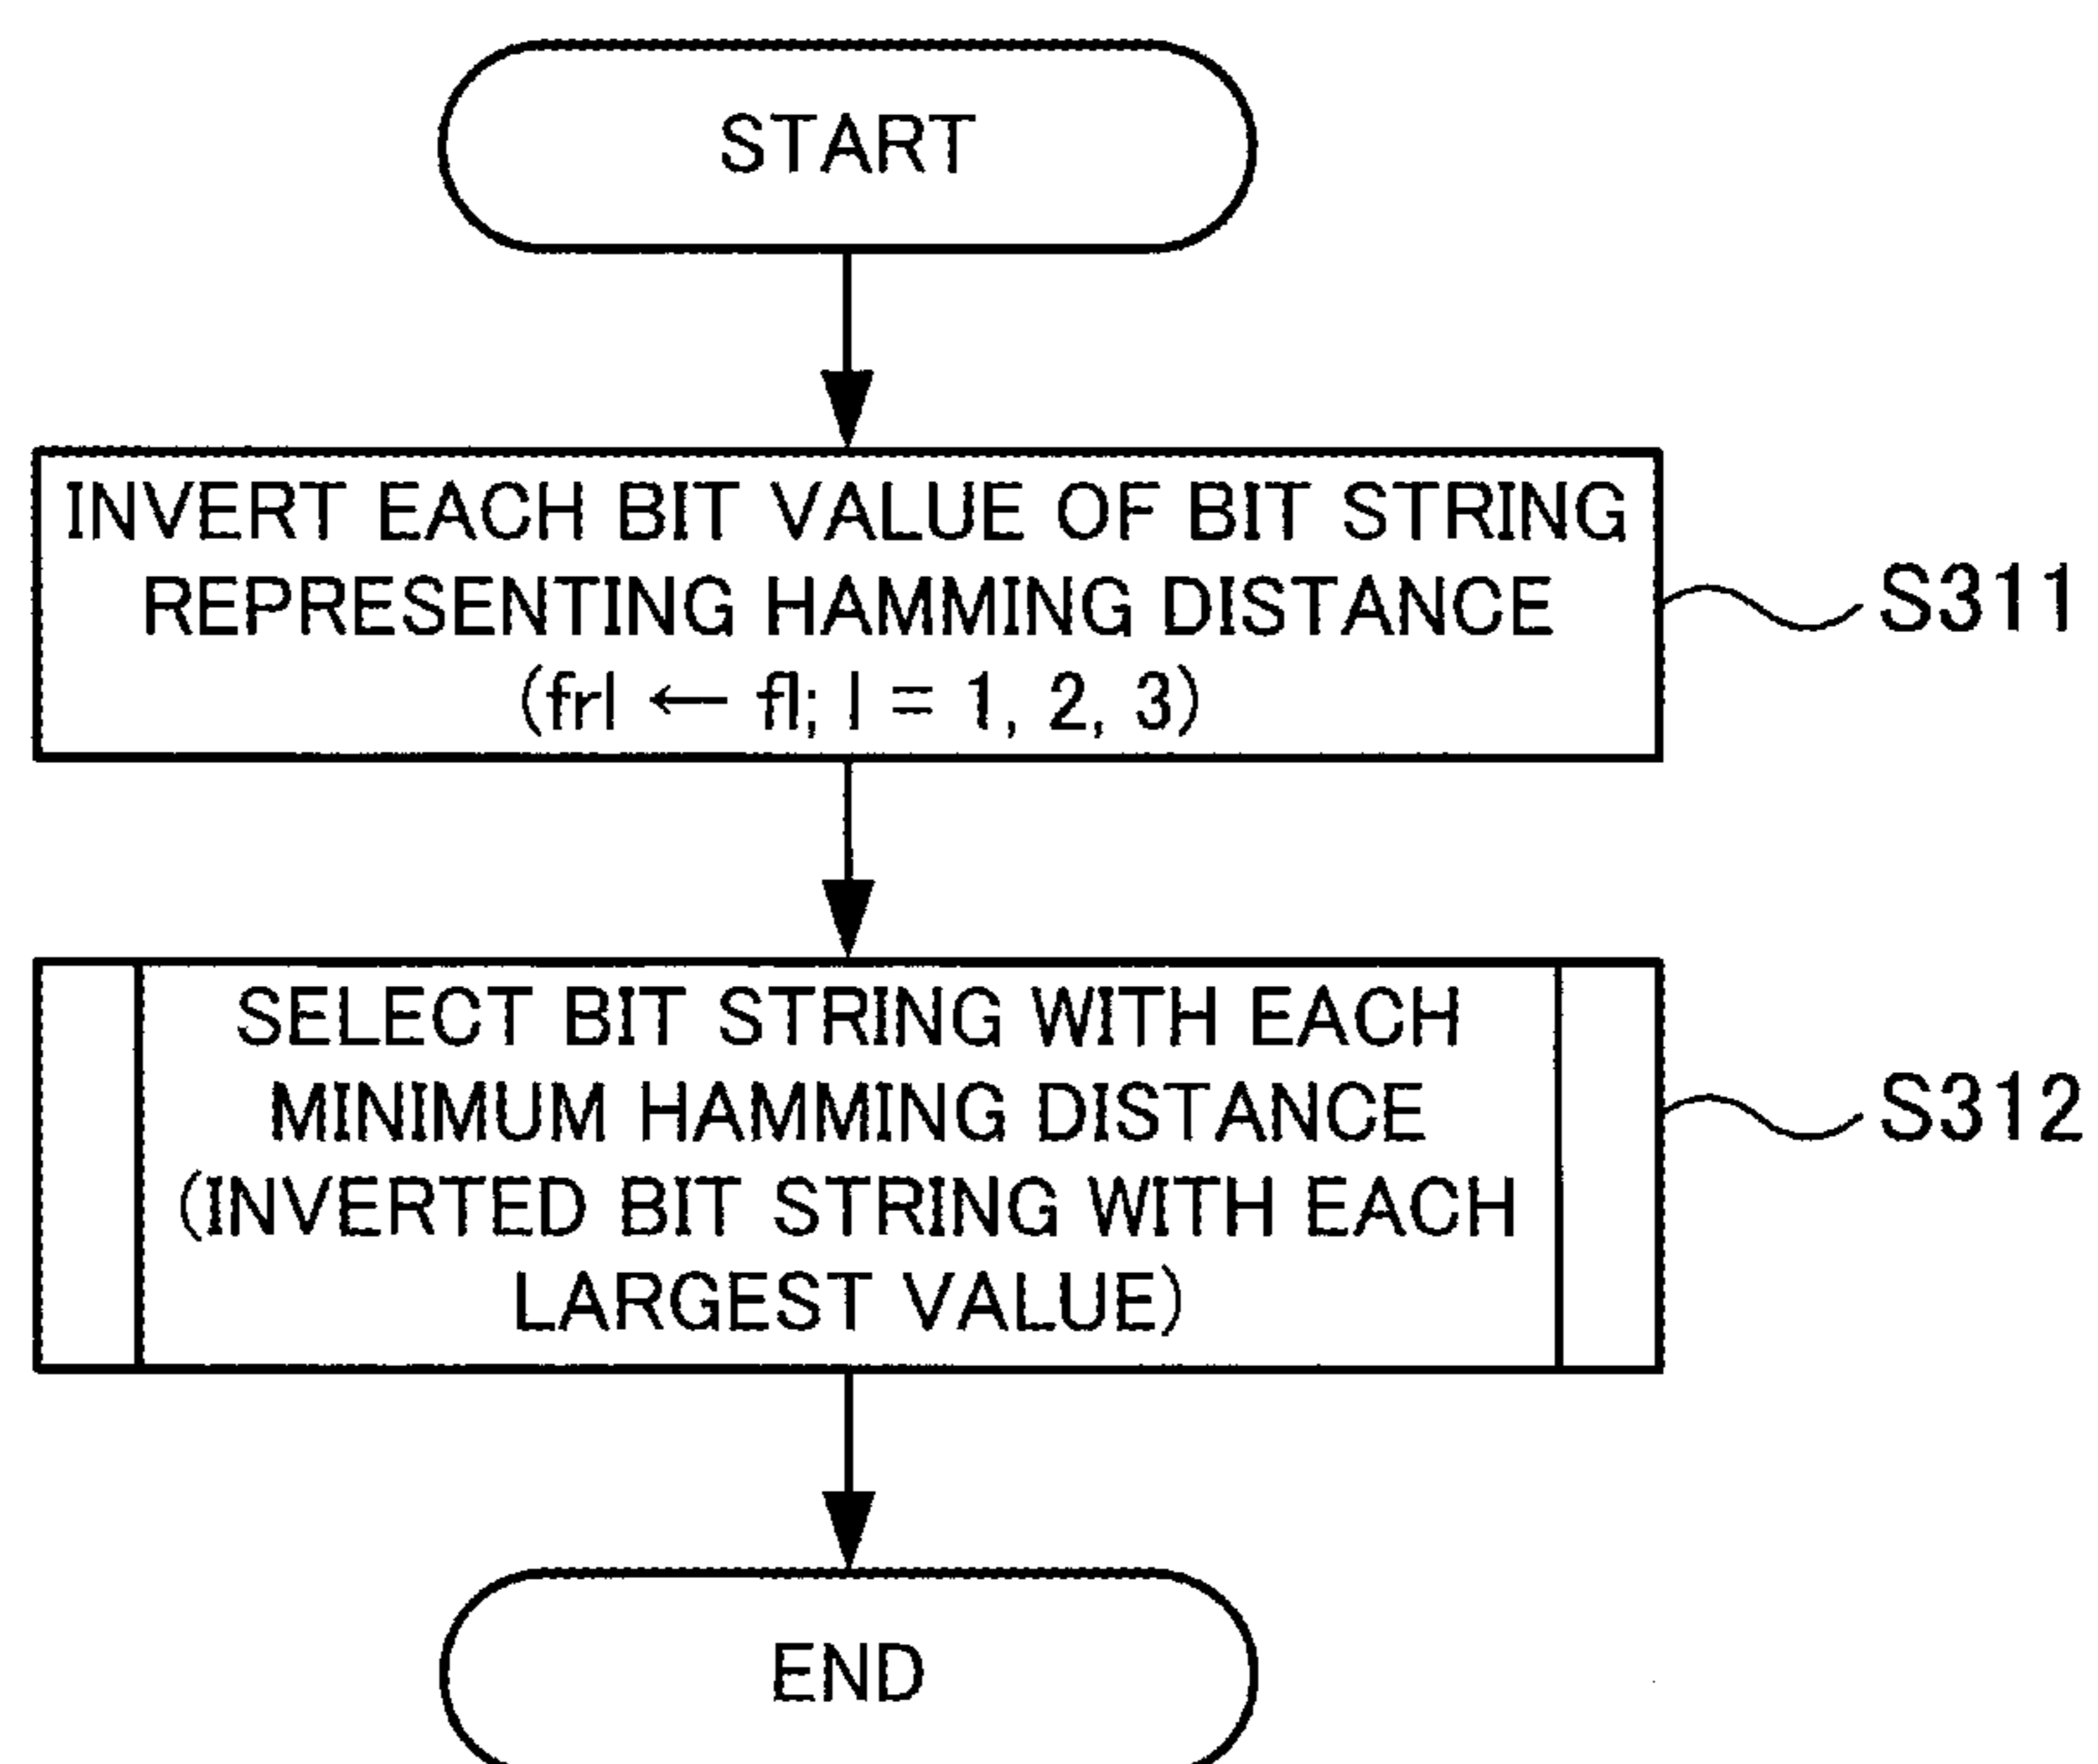 START
INVERT EACH BIT VALUE OF BIT STRING
REPRESENTING HAMMING DISTANCE
(frl ← fl; l = 1, 2, 3)
S311
SELECT BIT STRING WITH EACH
MINIMUM HAMMING DISTANCE
(INVERTED BIT STRING WITH EACH
LARGEST VALUE)
S312
END